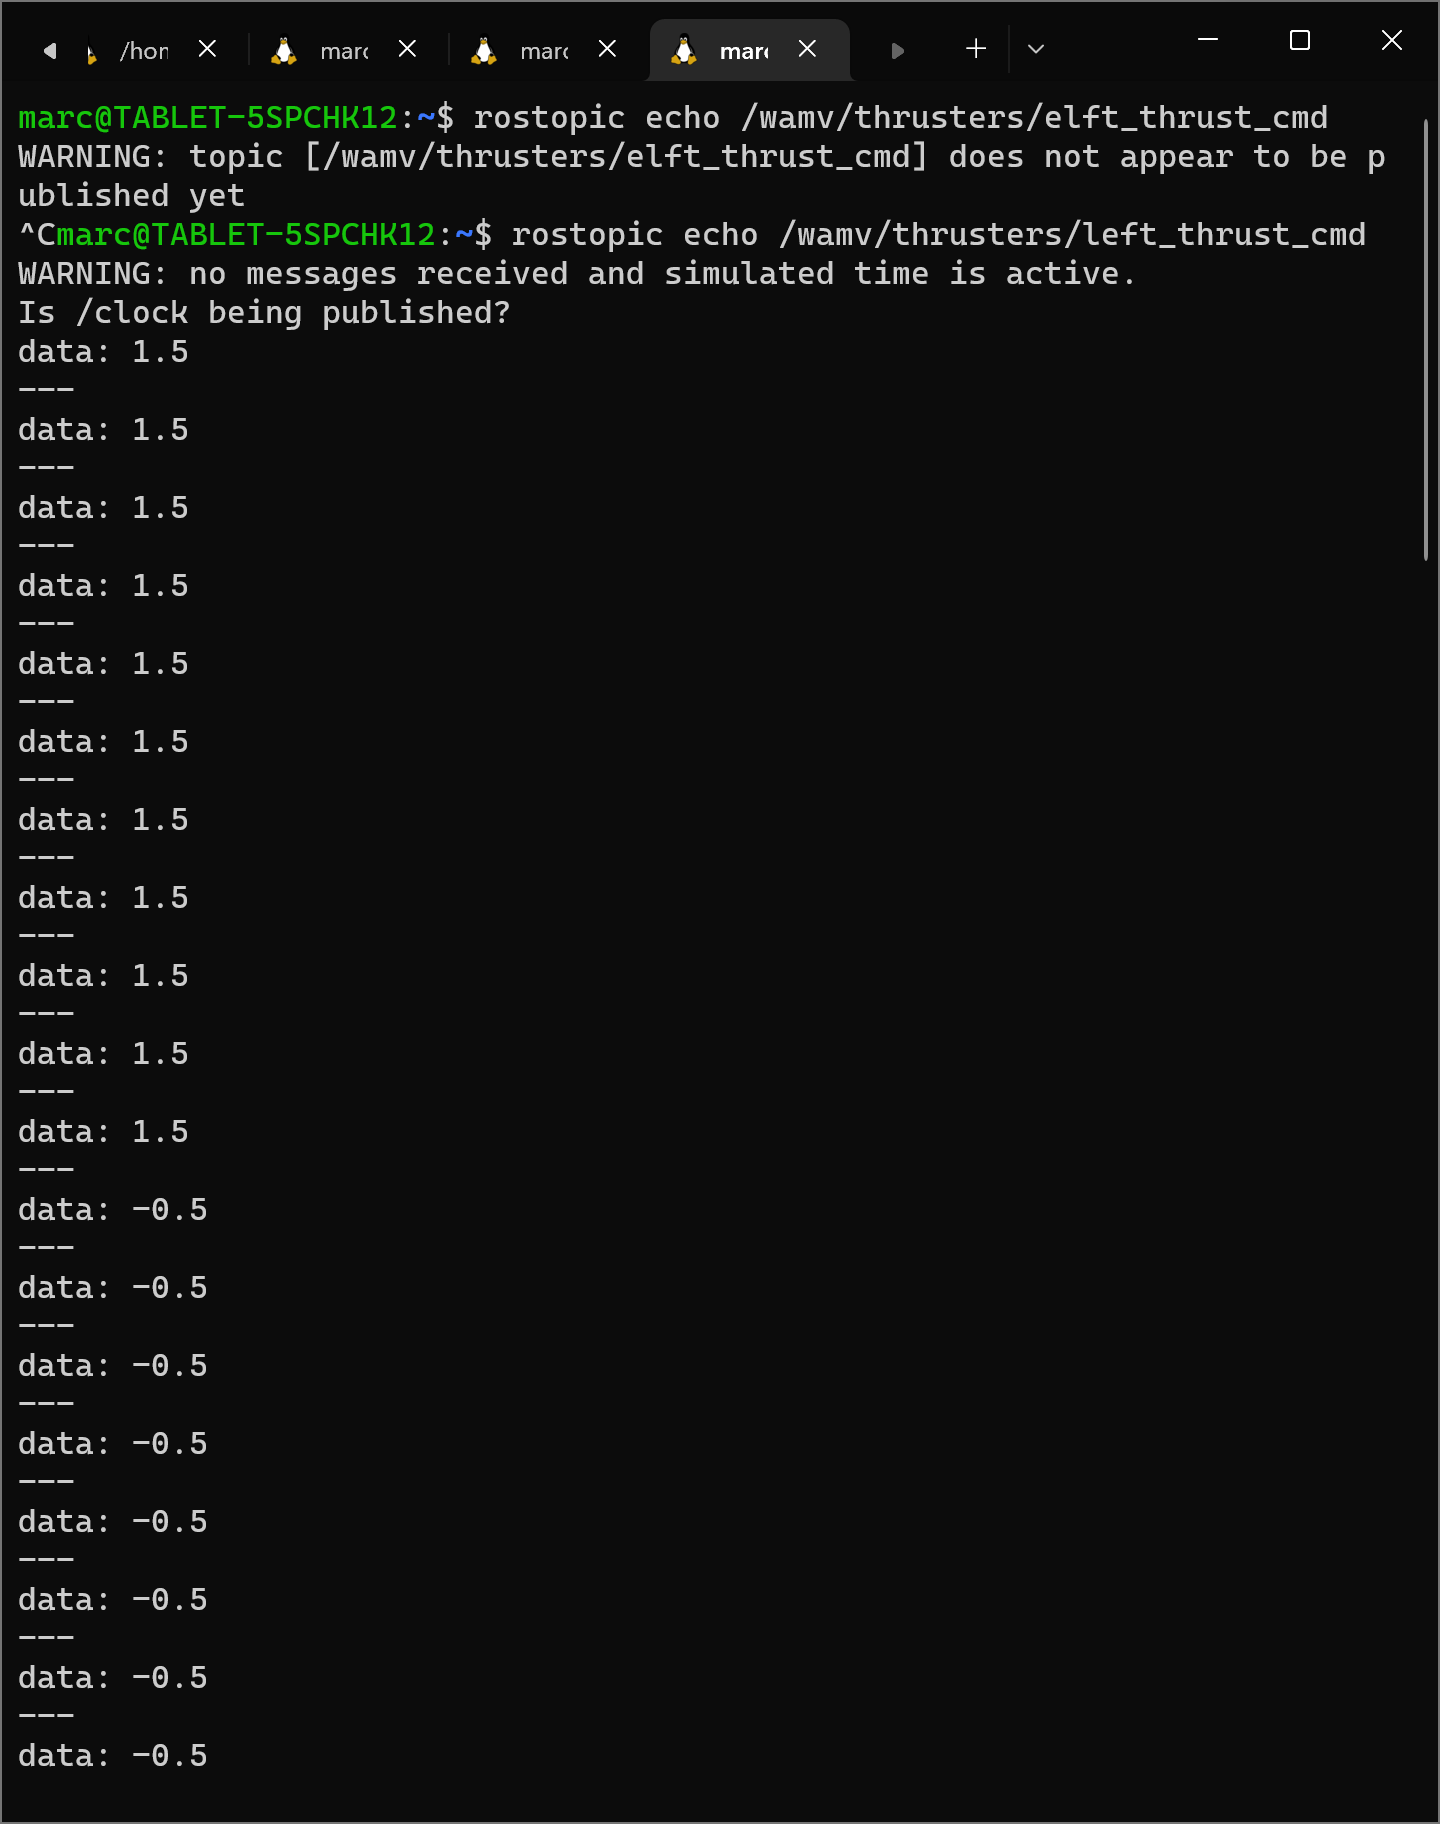 /hon
marc
marc
marc
marc@TABLET-5SPCHK12:~$ rostopic echo /wamv/thrusters/elft_thrust_cmd
WARNING: topic [/wamv/thrusters/elft_thrust_cmd] does not appear to be p
ublished yet
^Cmarc@TABLET-5SPCHK12:~$ rostopic echo /wamv/thrusters/left_thrust_cmd
WARNING: no messages received and simulated time is active.
Is /clock being published?
data: 1.5
---
data: 1.5
---
data: 1.5
---
data: 1.5
---
data: 1.5
---
data: 1.5
---
data: 1.5
---
data: 1.5
---
data: 1.5
---
data: 1.5
---
data: 1.5
---
data: -0.5
---
data: -0.5
---
data: -0.5
---
data: -0.5
---
data: -0.5
---
data: -0.5
---
data: -0.5
---
data: -0.5